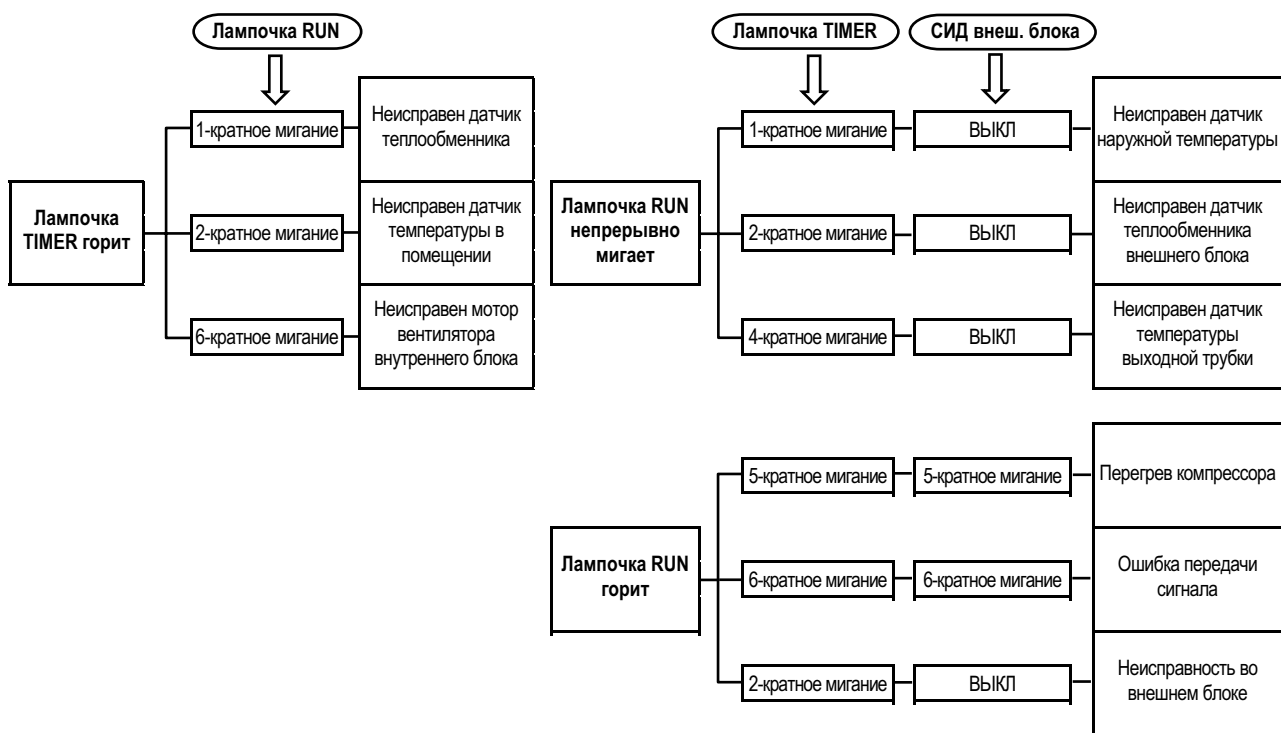 Лампочка RUN
1-кратное мигание
Неисправен датчик
теплообменника
Лампочка
TIMER горит
2-кратное мигание
Неисправен датчик
температуры в
помещении
6-кратное мигание
Неисправен мотор
вентилятора
внутреннего блока
Лампочка TIMER
СИД внеш. блока
1-кратное мигание
ВЫКЛ
Неисправен датчик
наружной температуры
Лампочка RUN
непрерывно
мигает
2-кратное мигание
ВЫКЛ
Неисправен датчик
теплообменника
внешнего блока
4-кратное мигание
ВЫКЛ
Неисправен датчик
температуры
выходной трубки
5-кратное мигание
5-кратное мигание
Перегрев компрессора
Лампочка RUN
горит
6-кратное мигание
6-кратное мигание
Ошибка передачи
сигнала
2-кратное мигание
ВЫКЛ
Неисправность во
внешнем блоке